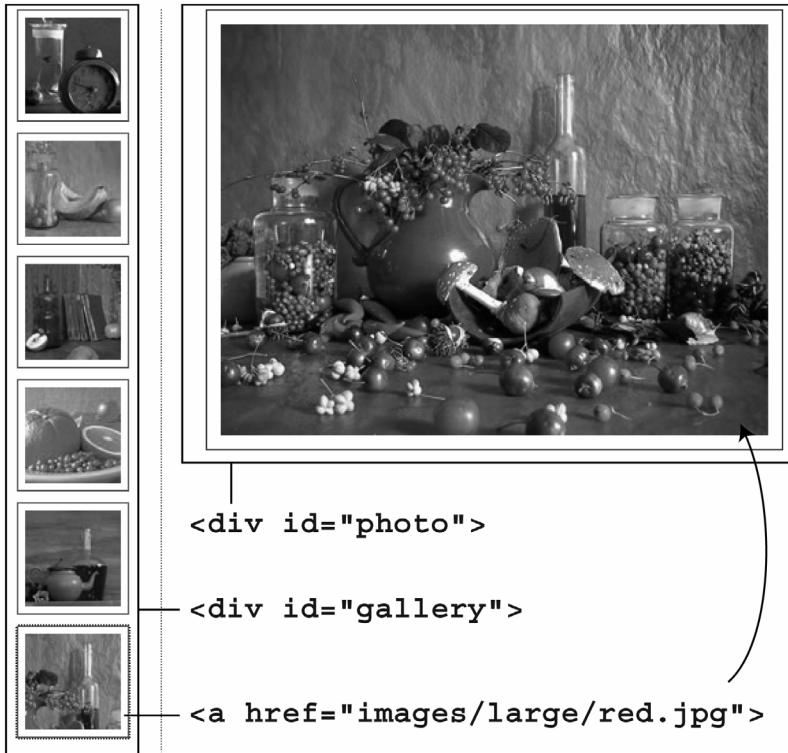 <div id="photo">
<div id="gallery">
<a href="images/large/red.jpg">